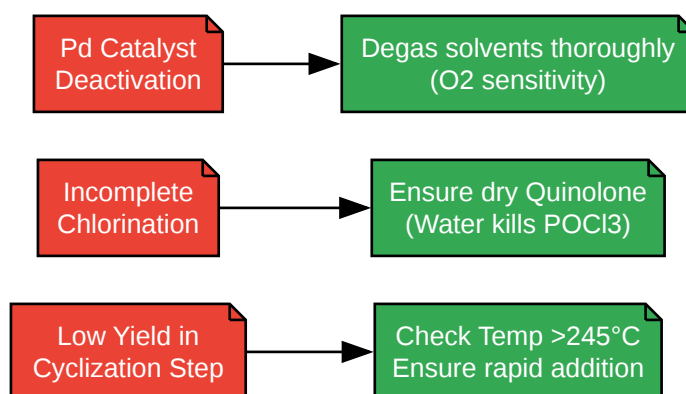 Pd Catalyst
Deactivation
Degas solvents thoroughly
(O2 sensitivity)
Incomplete
Chlorination
Ensure dry Quinolone
(Water kills POCl3)
Low Yield in
Cyclization Step
Check Temp >245°C
Ensure rapid addition